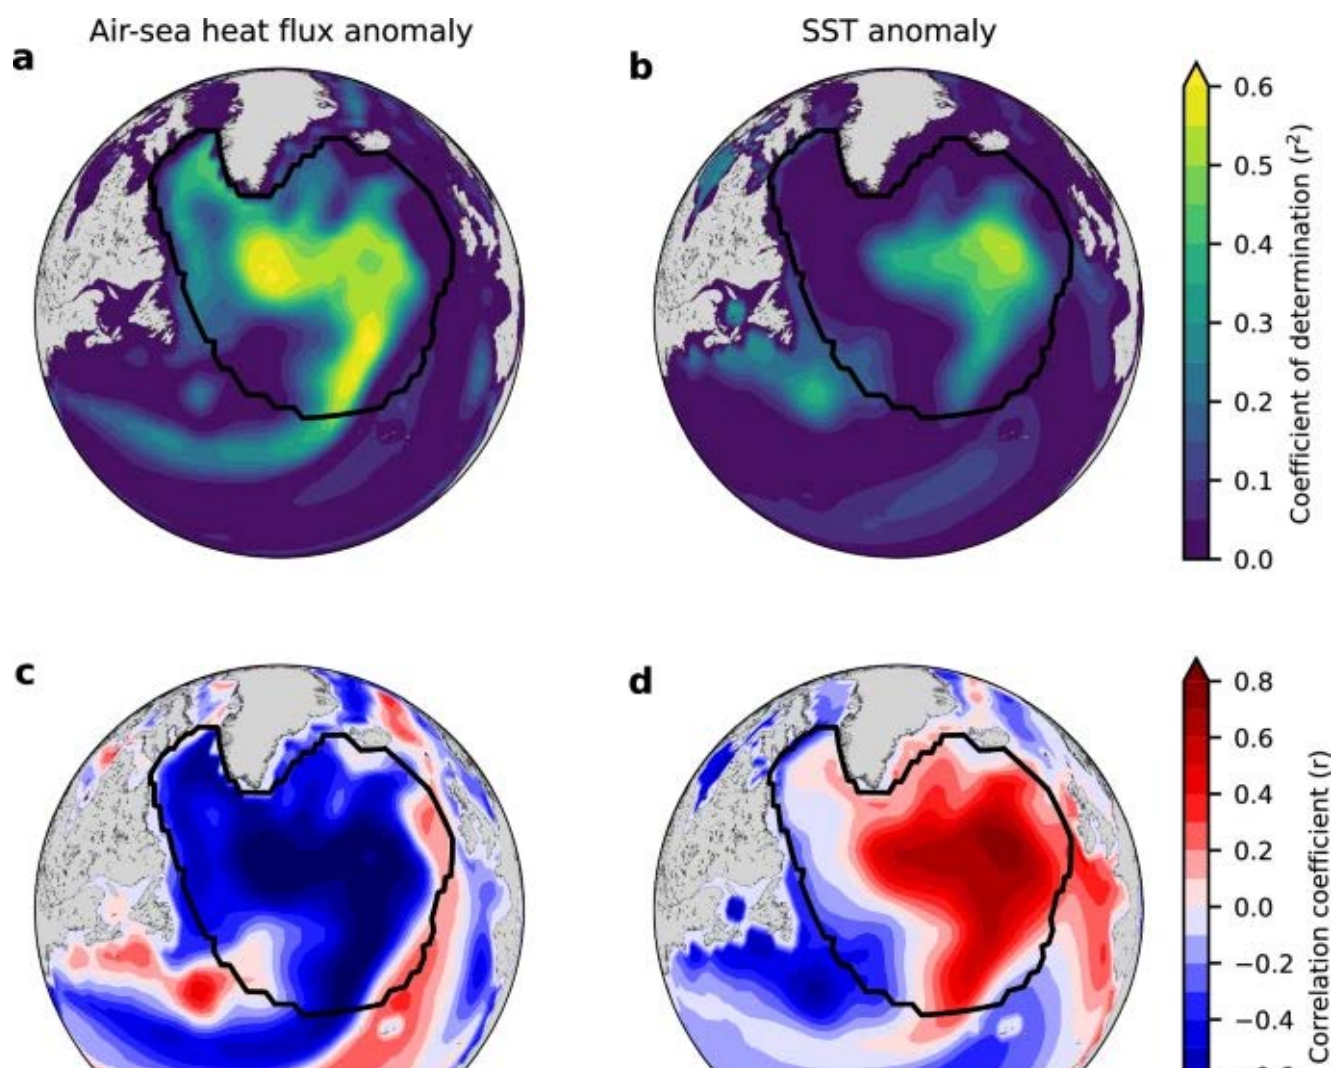 Air-sea heat flux anomaly
SST anomaly
a
b
0.6
0.5
0.4
0.3
0.2
0.1
0.0
Coefficient of determination (r²)
c
d
0.8
0.6
0.4
0.2
0.0
−0.2
−0.4
Correlation coefficient (r)